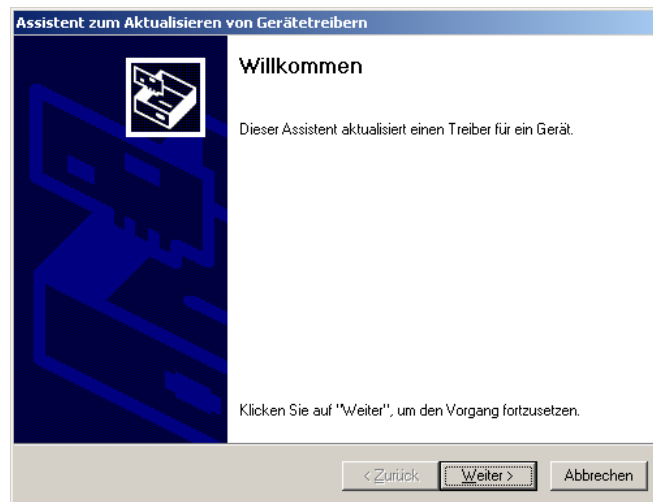 Assistent zum Aktualisieren von Gerätetreibern
Willkommen
Dieser Assistent aktualisiert einen Treiber für ein Gerät.
Klicken Sie auf "Weiter", um den Vorgang fortzusetzen.
< Zurück Weiter > Abbrechen